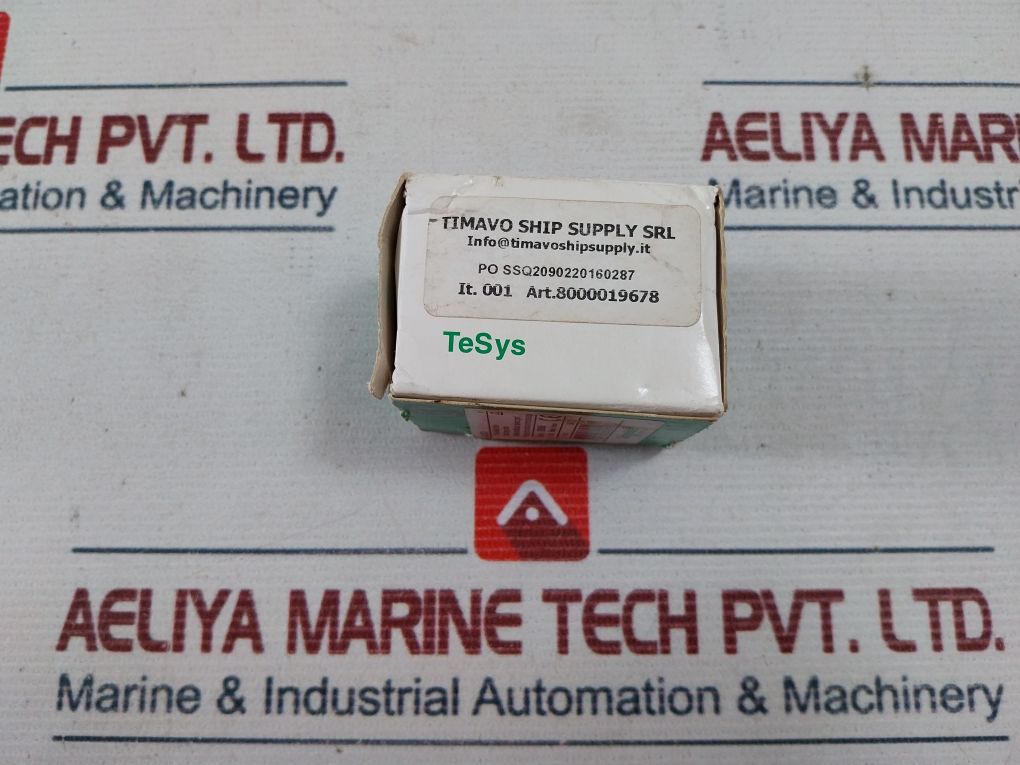 ECH PVT. LTD.
ation & Machinery
AELIYA MAR
Marine & Industri
TIMAVO SHIP SUPPLY SRL
Info@timavoshipsupply.it
PO SSQ2090220160287
It. 001 Art.8000019678
TeSys
AELIYA MARINE TECH PVT. LTD.
Marine & Industrial Automation & Machinery